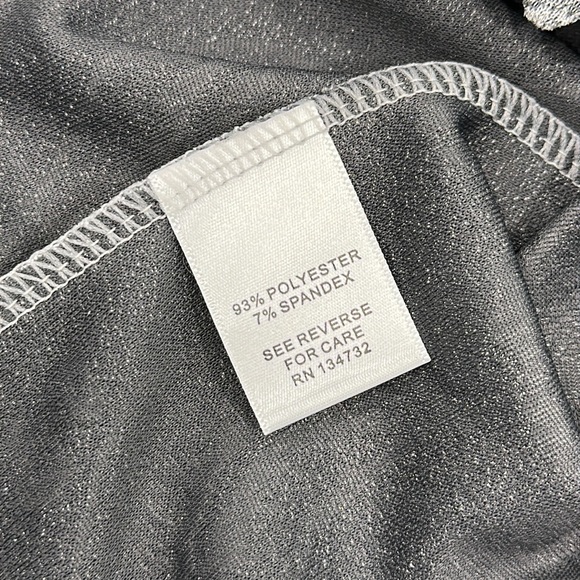 93% POLYESTER
7% SPANDEX
SEE REVERSE
FOR CARE
RN 134732